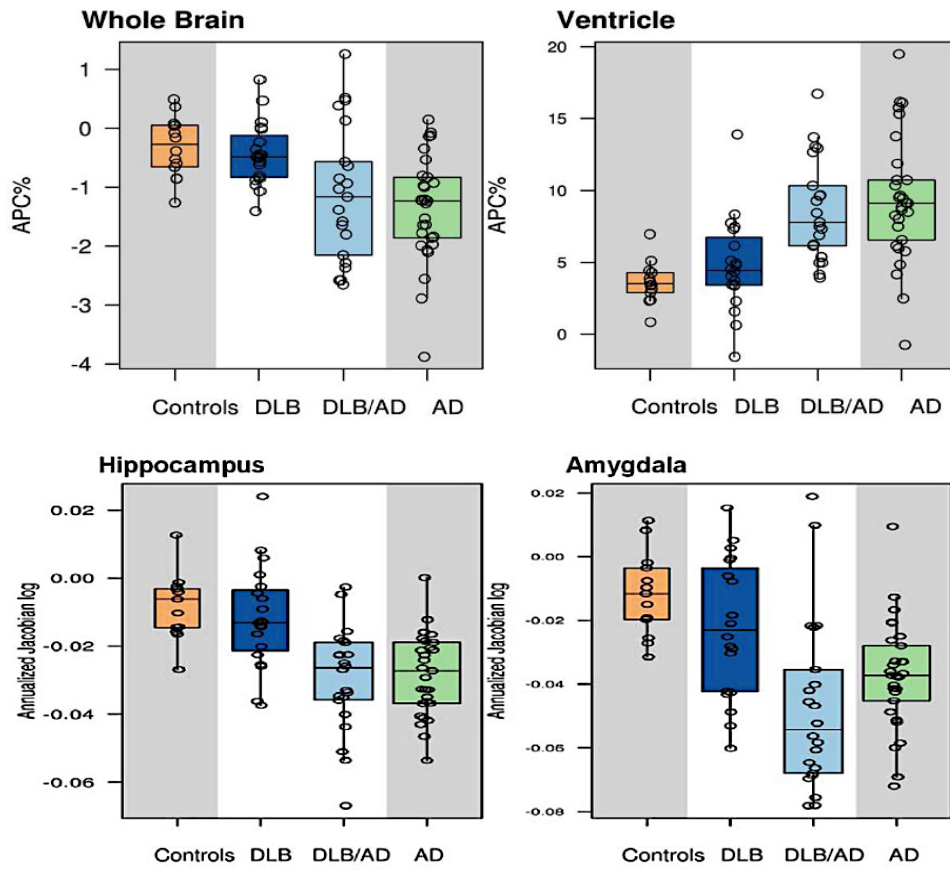 Whole Brain
Ventricle
APC%
1
0
-1
-2
-3
-4
Controls DLB DLB/AD AD
APC%
20
15
10
5
0
Controls DLB DLB/AD AD
Hippocampus
Amygdala
Annualized Jacobian log
0.02
0.00
-0.02
-0.04
-0.06
Controls DLB DLB/AD AD
Annualized Jacobian log
0.02
0.00
-0.02
-0.04
-0.06
-0.08
Controls DLB DLB/AD AD